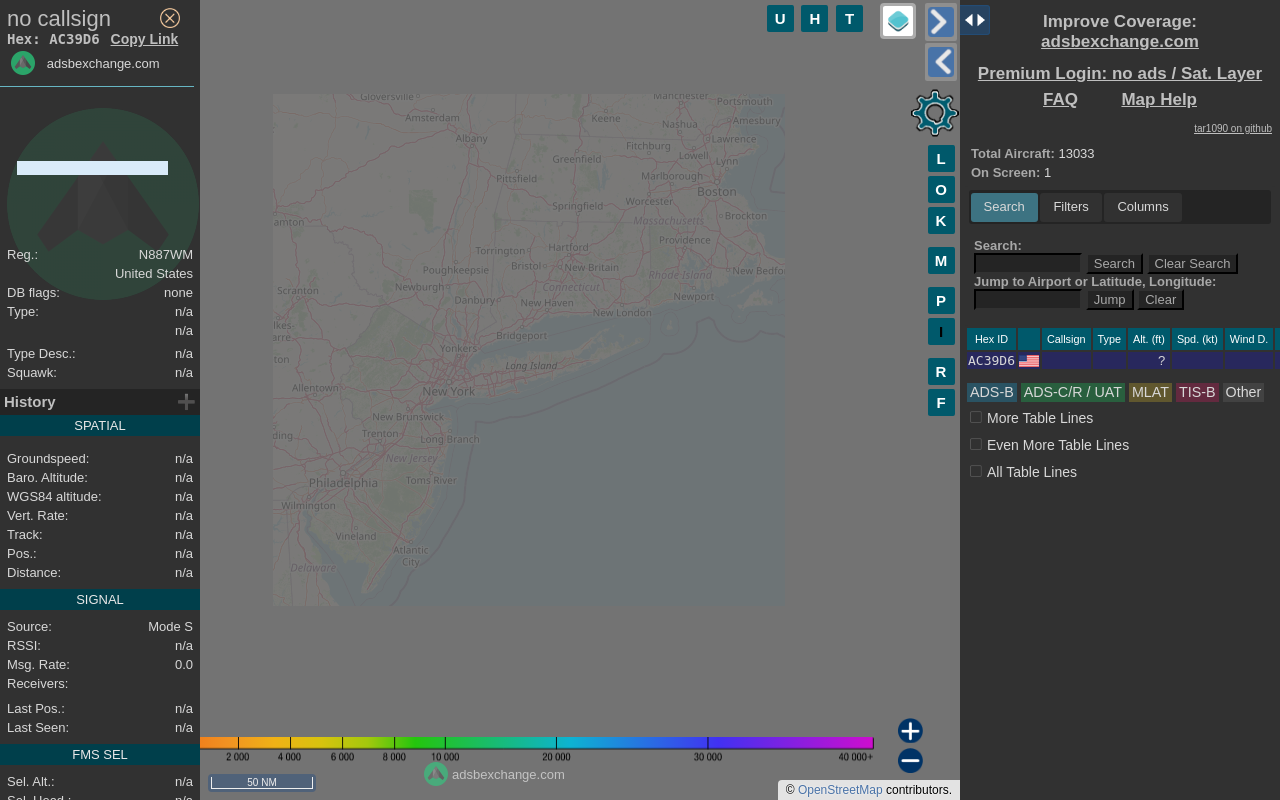 no callsign
Hex: AC39D6 Copy Link
adsbexchange.com
Reg.: N887WM
United States
DB flags: none
Type: n/a
n/a
Type Desc.: n/a
Squawk: n/a
History
SPATIAL
Groundspeed: n/a
Baro. Altitude: n/a
WGS84 altitude: n/a
Vert. Rate: n/a
Track: n/a
Pos.: n/a
Distance: n/a
SIGNAL
Source: Mode S
RSSI: n/a
Msg. Rate: 0.0
Receivers:
Last Pos.: n/a
Last Seen: n/a
FMS SEL
Sel. Alt.: n/a
Sel. Head.: n/a
U H T
L
O
K
M
P
I
R
F
Gloversville
Manchester
Portsmouth
Amsterdam
Keene
Nashua
Amesbury
Albany
Fitchburg
Lawrence
Greenfield
Lowell
Lynn
Pittsfield
Marlborough
Boston
Springfield
Worcester
Massachusetts
Brockton
Torrington
Hartford
Providence
Bristol
New Britain
Poughkeepsie
Rhode Island
New Bedfo
Scranton
Newburgh
Danbury
Connecticut
New Haven
New London
Newport
Bridgeport
Yonkers
Long Island
Allentown
New York
New Brunswick
Trenton
Long Branch
New Jersey
Philadelphia
Toms River
Wilmington
Vineland
Atlantic
City
Delaware
2 000 4 000 6 000 8 000 10 000 20 000 30 000 40 000+
50 NM
adsbexchange.com
© OpenStreetMap contributors.
Improve Coverage:
adsbexchange.com
Premium Login: no ads / Sat. Layer
FAQ Map Help
tar1090 on github
Total Aircraft: 13033
On Screen: 1
Search Filters Columns
Search:
Search Clear Search
Jump to Airport or Latitude, Longitude:
Jump Clear
Hex ID Callsign Type Alt. (ft) Spd. (kt) Wind D.
AC39D6 ?
ADS-B ADS-C/R / UAT MLAT TIS-B Other
More Table Lines
Even More Table Lines
All Table Lines